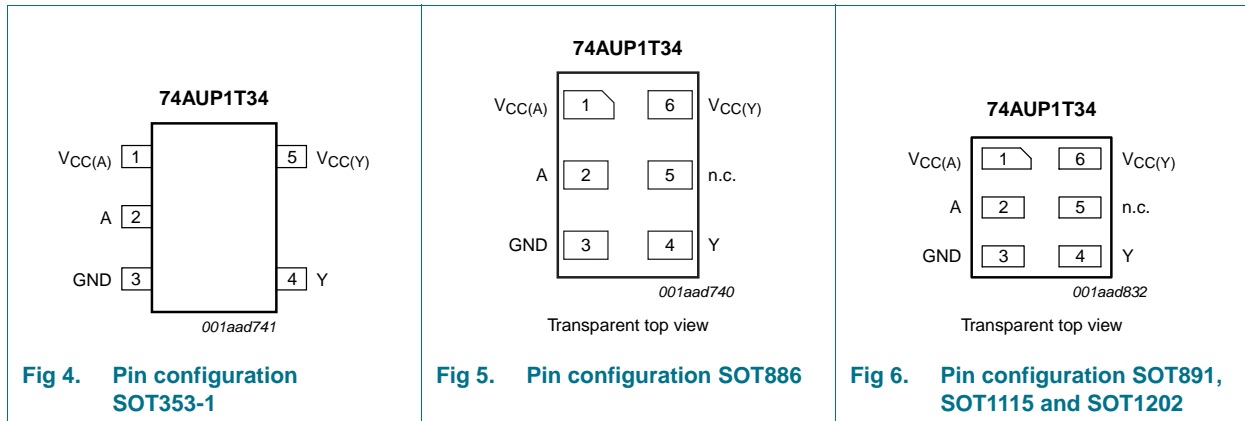 74AUP1T34
VCC(A) 1 5 VCC(Y)
A 2
GND 3 4 Y
001aad741
Fig 4. Pin configuration
SOT353-1
74AUP1T34
VCC(A) 1 6 VCC(Y)
A 2 5 n.c.
GND 3 4 Y
001aad740
Transparent top view
Fig 5. Pin configuration SOT886
74AUP1T34
VCC(A) 1 6 VCC(Y)
A 2 5 n.c.
GND 3 4 Y
001aad832
Transparent top view
Fig 6. Pin configuration SOT891,
SOT1115 and SOT1202